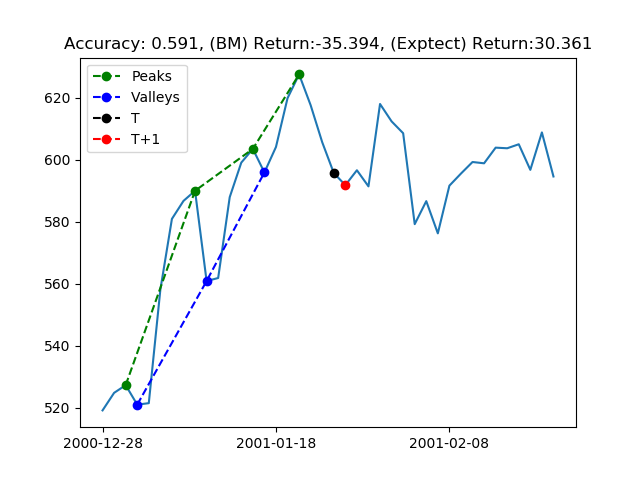 Accuracy: 0.591, (BM) Return:-35.394, (Exptect) Return:30.361
Peaks
Valleys
T
T+1
620
600
580
560
540
520
2000-12-28
2001-01-18
2001-02-08